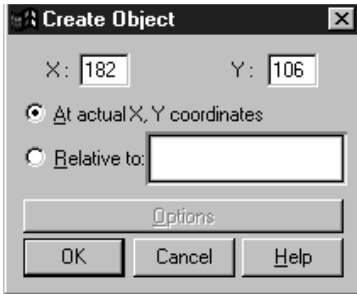 Create Object
X: 182 Y: 106
At actual X, Y coordinates
Relative to:
Options
OK Cancel Help